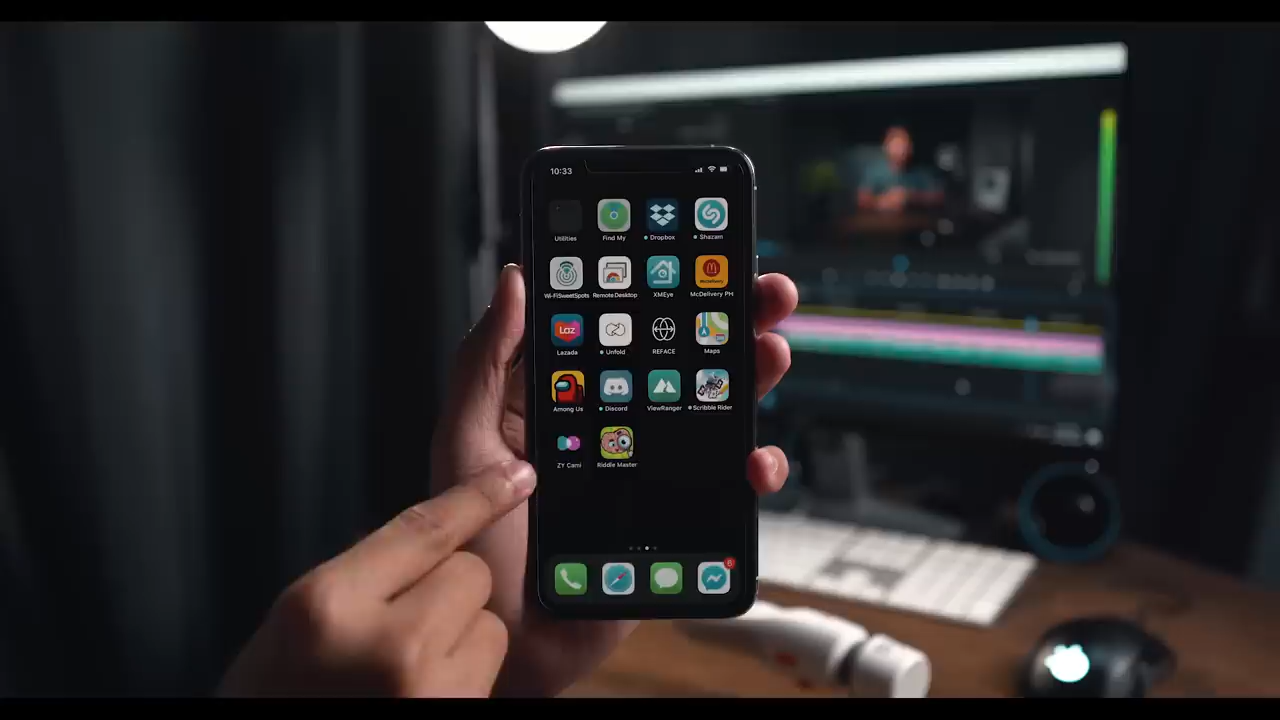 10:33
Utilities
Find My
Dropbox
Shazam
Wi-FiSweetSpots
Remote Desktop
XMEye
McDelivery PH
Laz
Lazada
Unfold
REFACE
Maps
Among Us
Discord
ViewRanger
Scribble Rider
ZY Cami
Riddle Master
8